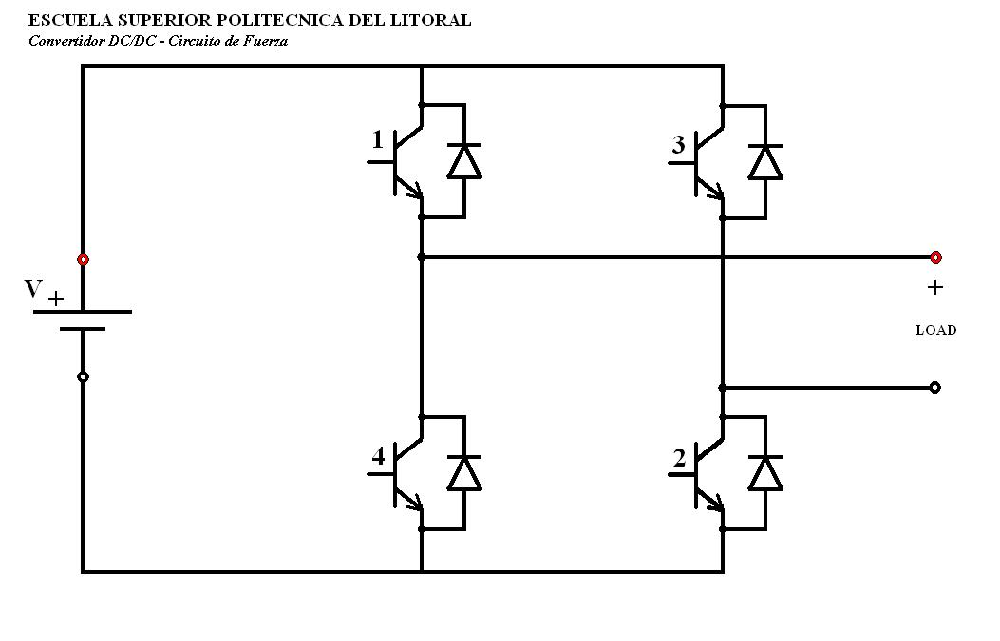 ESCUELA SUPERIOR POLITECNICA DEL LITORAL
Convertidor DC/DC - Circuito de Fuerza
1
3
V +
+
LOAD
4
2